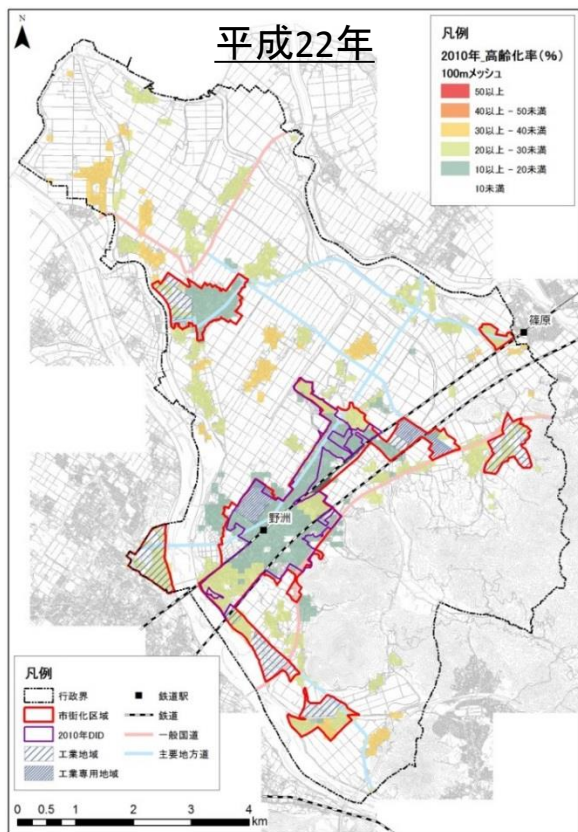 平成22年
N
凡例
2010年_高齢化率(%)
100mメッシュ
50以上
40以上 - 50未満
30以上 - 40未満
20以上 - 30未満
10以上 - 20未満
10未満
篠原
野洲
凡例
行政界
市街化区域
2010年DID
工業地域
工業専用地域
鉄道駅
鉄道
一般国道
主要地方道
0 0.5 1 2 3 4
km